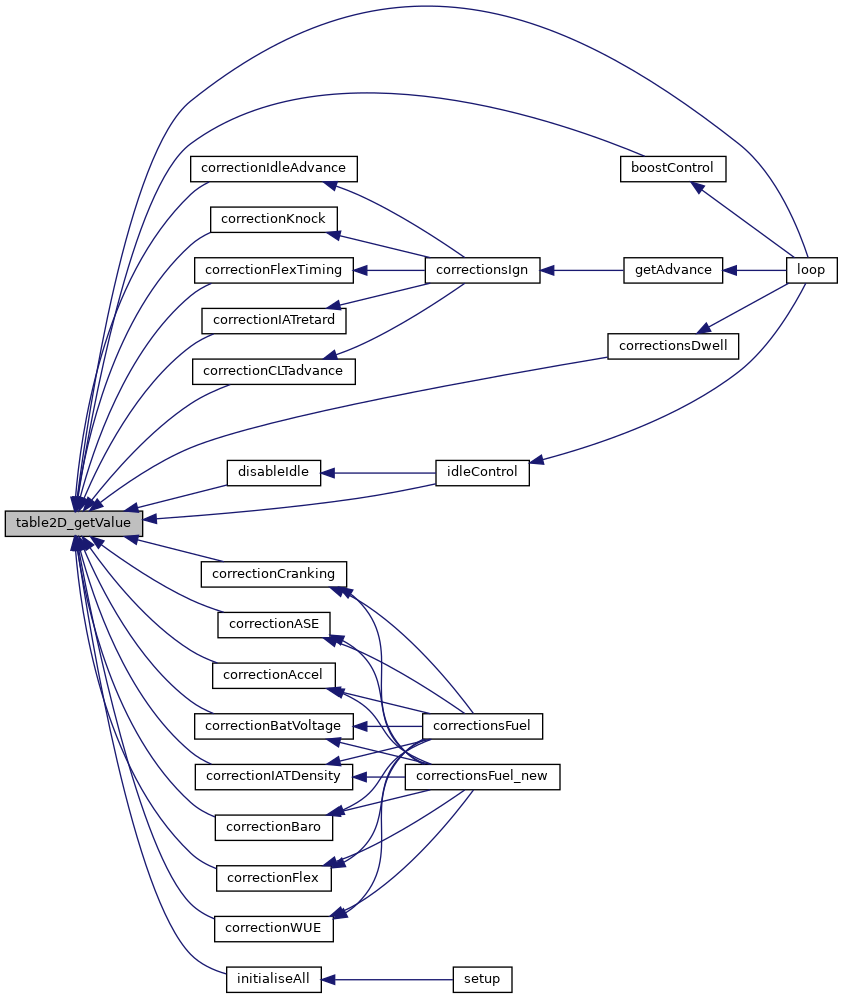 correctionIdleAdvance
boostControl
correctionKnock
correctionFlexTiming
correctionsIgn
getAdvance
loop
correctionIATretard
correctionsDwell
correctionCLTadvance
disableIdle
idleControl
table2D_getValue
correctionCranking
correctionASE
correctionAccel
correctionBatVoltage
correctionsFuel
correctionIATDensity
correctionsFuel_new
correctionBaro
correctionFlex
correctionWUE
initialiseAll
setup